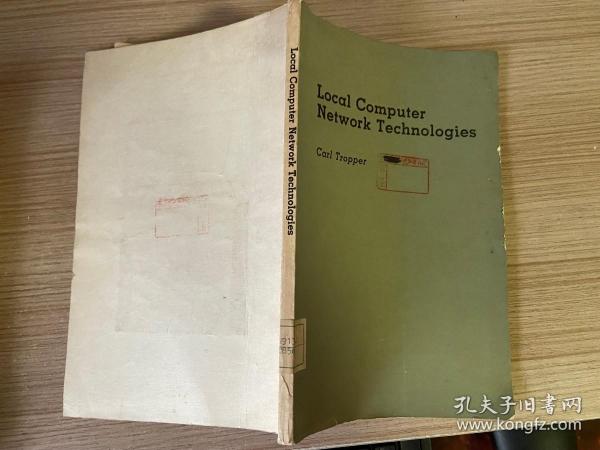 Local Computer
Network Technologies
Carl Tropper
Local Computer Network Technologies
孔夫子旧书网
www.kongfz.com